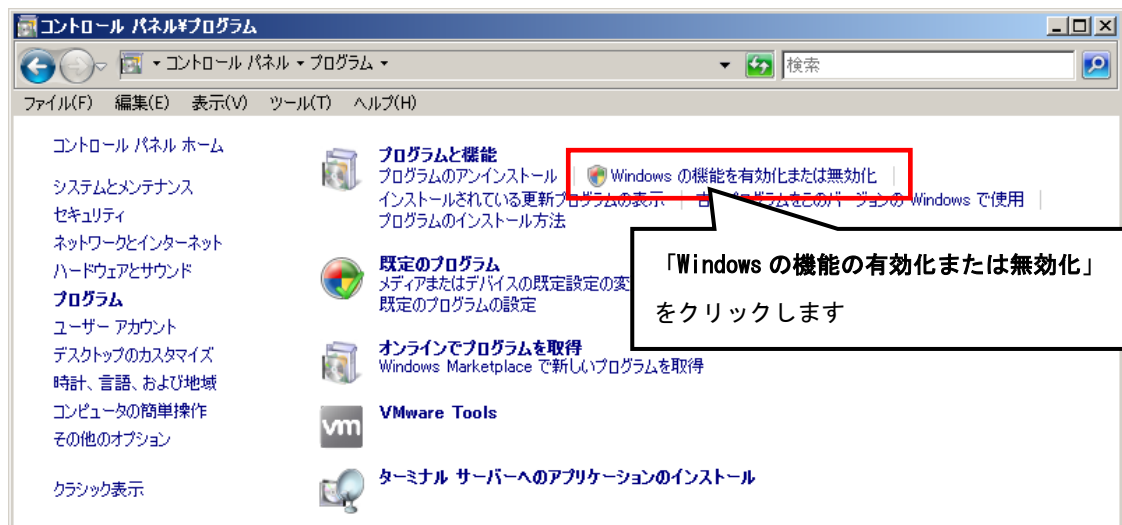 コントロール パネル¥プログラム
コントロール パネル プログラム
検索
ファイル(F) 編集(E) 表示(V) ツール(T) ヘルプ(H)
コントロール パネル ホーム
システムとメンテナンス
セキュリティ
ネットワークとインターネット
ハードウェアとサウンド
プログラム
ユーザー アカウント
デスクトップのカスタマイズ
時計、言語、および地域
コンピュータの簡単操作
その他のオプション
クラシック表示
プログラムと機能
プログラムのアンインストール Windows の機能を有効化または無効化
インストールされている更新プログラムの表示 古 プログラムをこのバージョンの Windows で使用
プログラムのインストール方法
既定のプログラム
メディアまたはデバイスの既定設定の変
既定のプログラムの設定
オンラインでプログラムを取得
Windows Marketplace で新しいプログラムを取得
vm
VMware Tools
ターミナル サーバーへのアプリケーションのインストール
「Windows の機能の有効化または無効化」
をクリックします